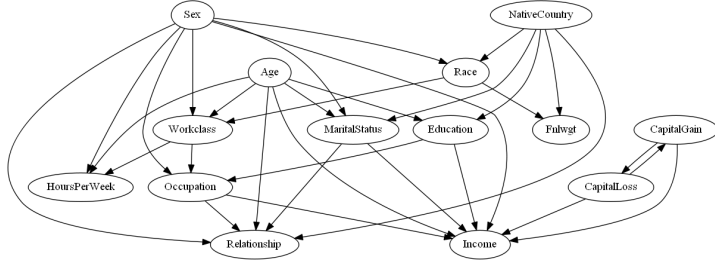 Sex
NativeCountry
Age
Race
Workclass
MaritalStatus
Education
Fnlwgt
CapitalGain
HoursPerWeek
Occupation
CapitalLoss
Relationship
Income